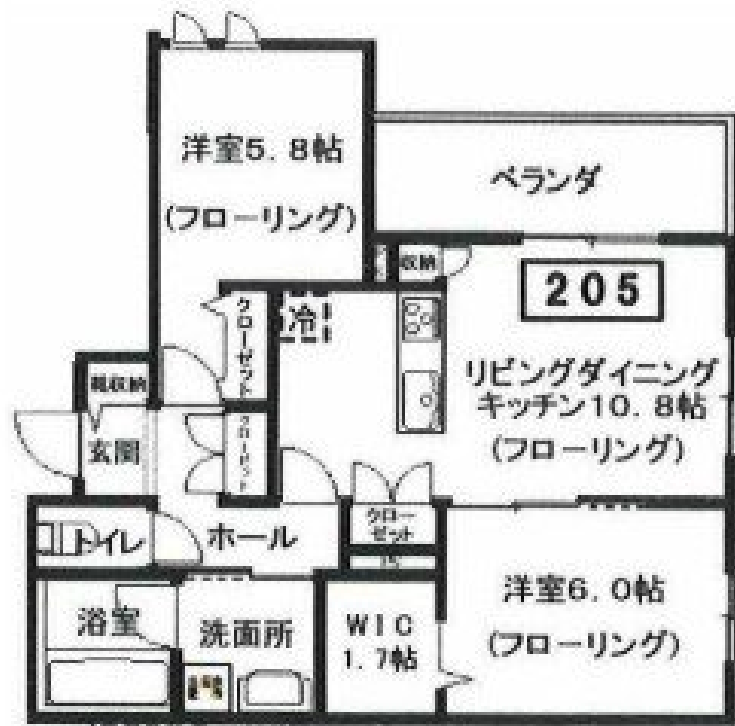 洋室5.8帖
(フローリング)
ベランダ
収納
205
冷
クローゼット
リビングダイニング
キッチン10.8帖
(フローリング)
靴収納
玄関
クローゼット
トイレ
ホール
クロー
ゼット
PS
洋室6.0帖
(フローリング)
浴室
洗面所
WIC
1.7帖